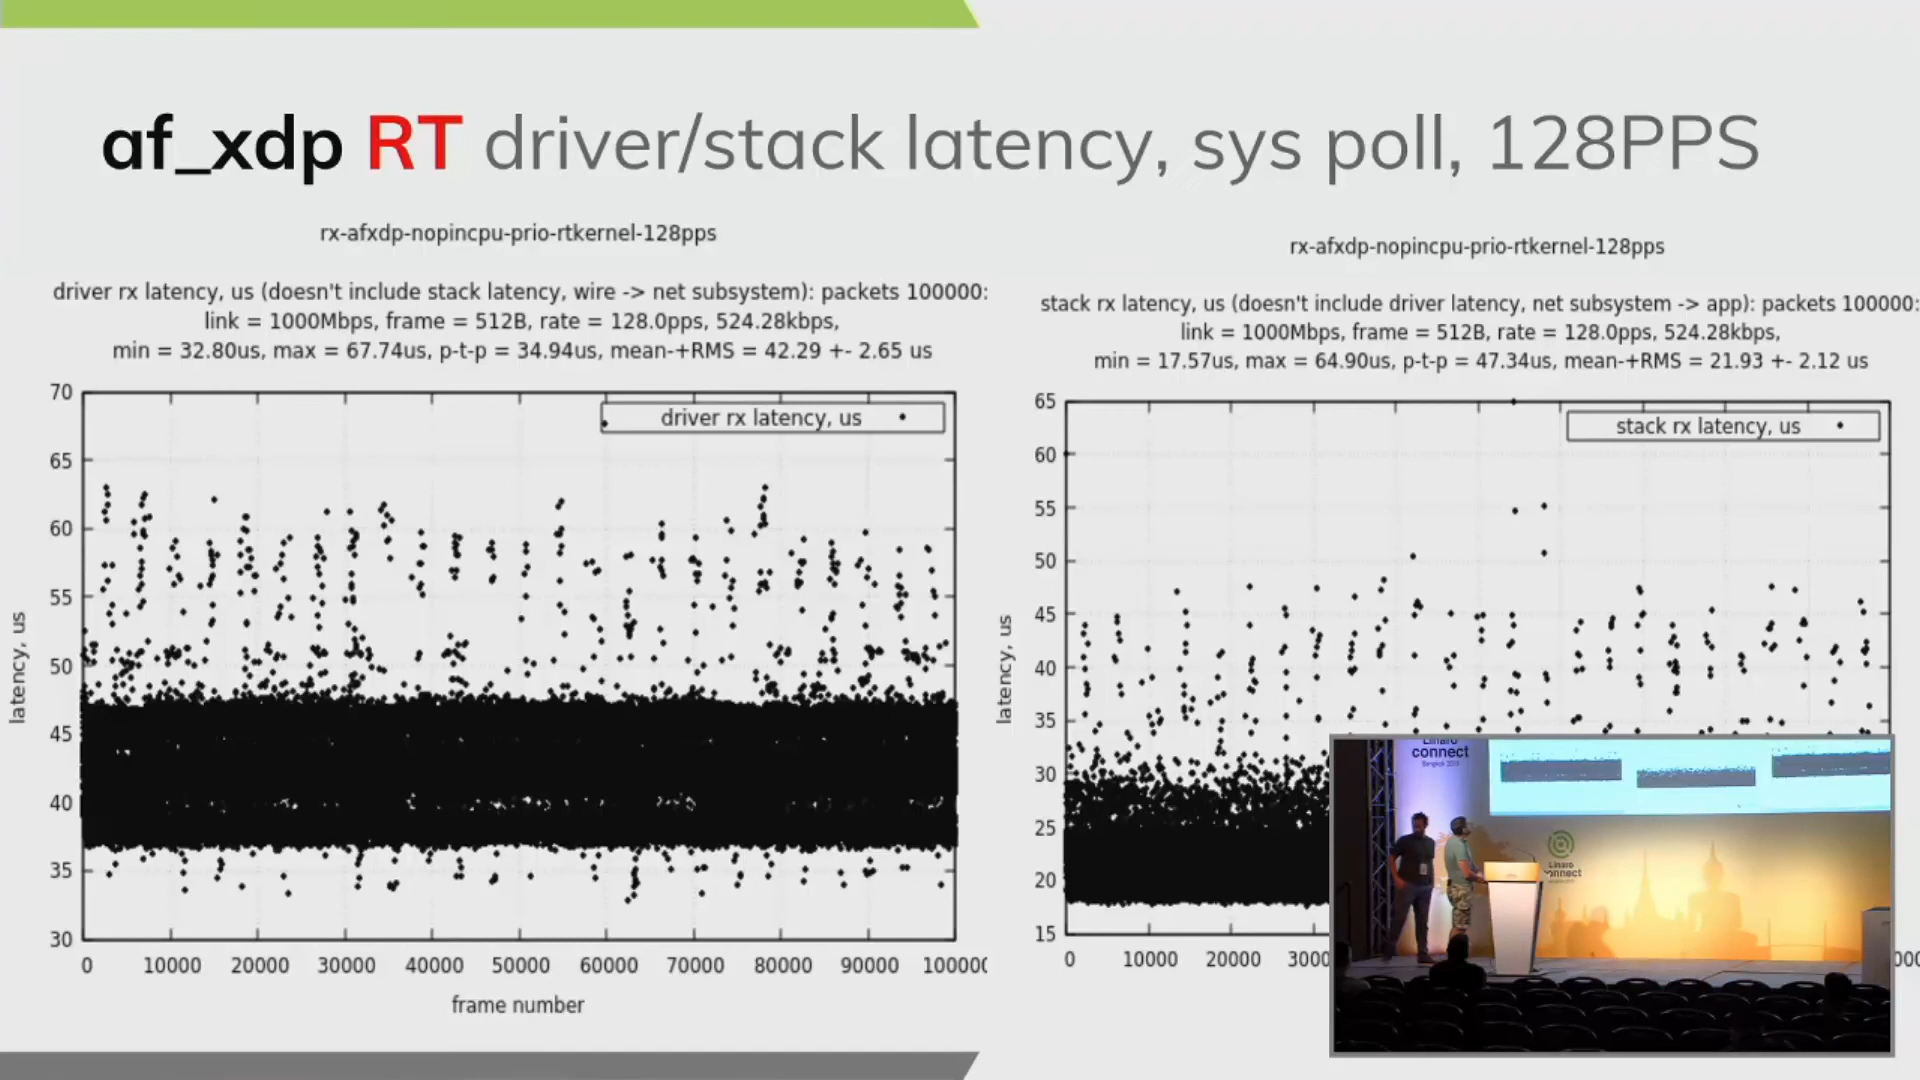 af_xdp RT driver/stack latency, sys poll, 128PPS
rx-afxdp-nopincpu-prio-rtkernel-128pps
driver rx latency, us (doesn't include stack latency, wire -> net subsystem): packets 100000:
link = 1000Mbps, frame = 512B, rate = 128.0pps, 524.28kbps,
min = 32.80us, max = 67.74us, p-t-p = 34.94us, mean-+RMS = 42.29 +- 2.65 us
driver rx latency, us
70
65
60
55
50
45
40
35
30
latency, us
0 10000 20000 30000 40000 50000 60000 70000 80000 90000 100000
frame number
rx-afxdp-nopincpu-prio-rtkernel-128pps
stack rx latency, us (doesn't include driver latency, net subsystem -> app): packets 100000:
link = 1000Mbps, frame = 512B, rate = 128.0pps, 524.28kbps,
min = 17.57us, max = 64.90us, p-t-p = 47.34us, mean-+RMS = 21.93 +- 2.12 us
stack rx latency, us
65
60
55
50
45
40
35
30
25
20
15
latency, us
0 10000 20000 3000
Linaro
connect
Bangkok 2019
Linaro
connect